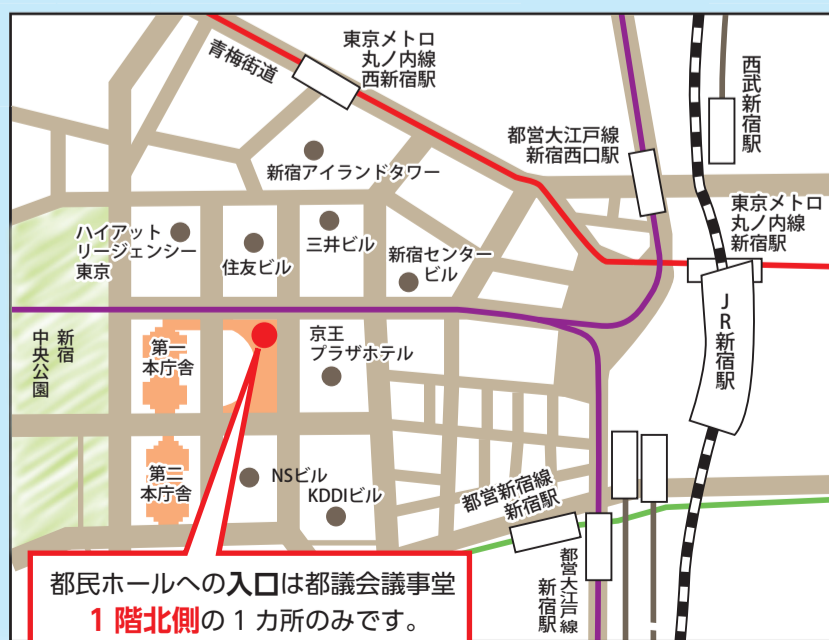 東京メトロ
丸ノ内線
西新宿駅
青梅街道
西武新宿駅
都営大江戸線
新宿西口駅
新宿アイランドタワー
東京メトロ
丸ノ内線
新宿駅
ハイアット
リージェンシー
東京
住友ビル
三井ビル
新宿センター
ビル
JR新宿駅
新宿
中央公園
第一
本庁舎
京王
プラザホテル
第二
本庁舎
NSビル
KDDIビル
都営新宿線
新宿駅
都営大江戸線
新宿駅
都民ホールへの入口は都議会議事堂
1階北側の1カ所のみです。